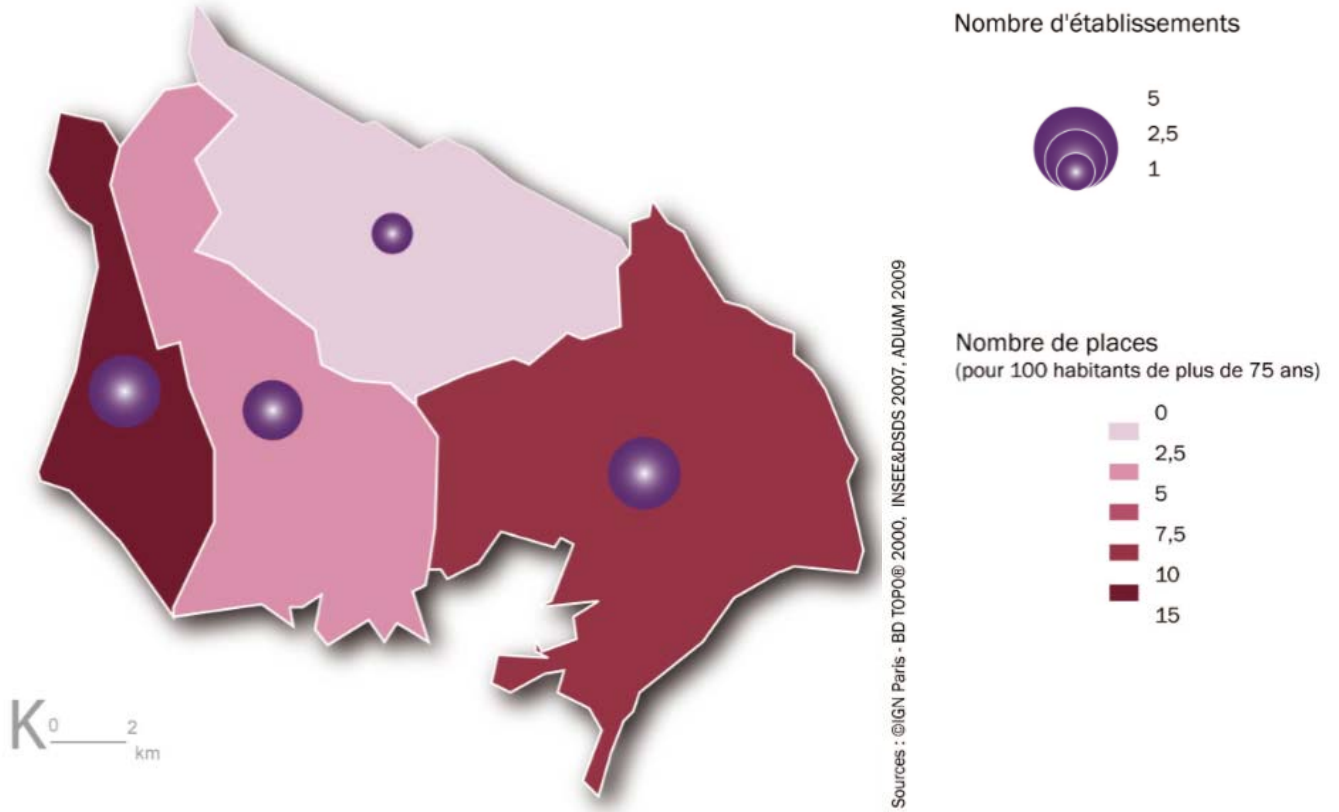 Nombre d'établissements
5
2,5
1
Nombre de places
(pour 100 habitants de plus de 75 ans)
0
2,5
5
7,5
10
15
Sources : ©IGN Paris - BD TOPO® 2000, INSEE&DSDS 2007, ADUAM 2009
K
0 2
km